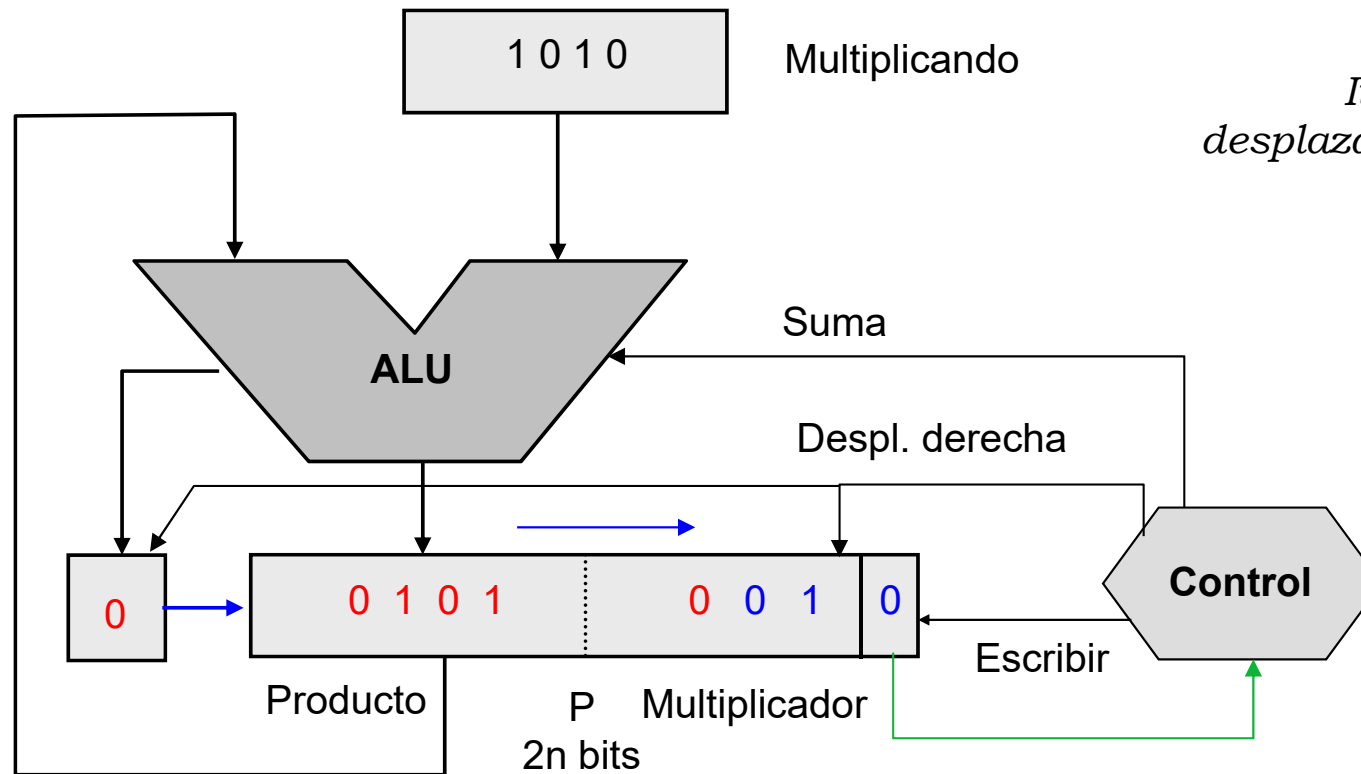 1 0 1 0
Multiplicando
desplaza
Suma
ALU
Despl. derecha
0
0 1 0 1
0 0 1
0
Control
Escribir
Producto
P
Multiplicador
2n bits